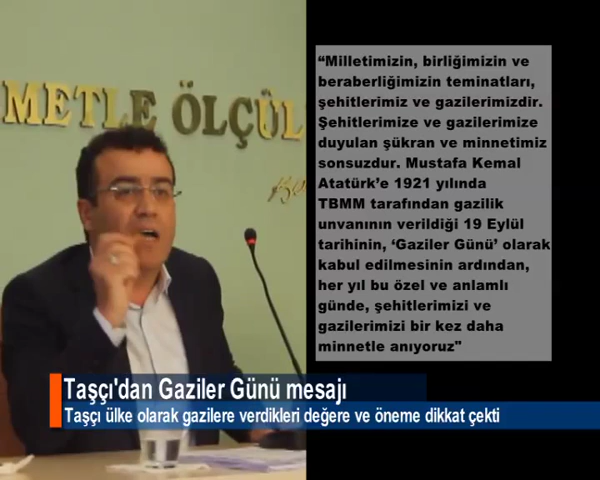 METLE ÖLÇÜL
“Milletimizin, birliğimizin ve
beraberliğimizin teminatları,
şehitlerimiz ve gazilerimizdir.
Şehitlerimize ve gazilerimize
duyulan şükran ve minnetimiz
sonsuzdur. Mustafa Kemal
Atatürk’e 1921 yılında
TBMM tarafından gazilik
unvanının verildiği 19 Eylül
tarihinin, ‘Gaziler Günü’ olarak
kabul edilmesinin ardından,
her yıl bu özel ve anlamlı
günde, şehitlerimizi ve
gazilerimizi bir kez daha
minnetle anıyoruz"
Taşçı'dan Gaziler Günü mesajı
Taşçı ülke olarak gazilere verdikleri değere ve öneme dikkat çekti